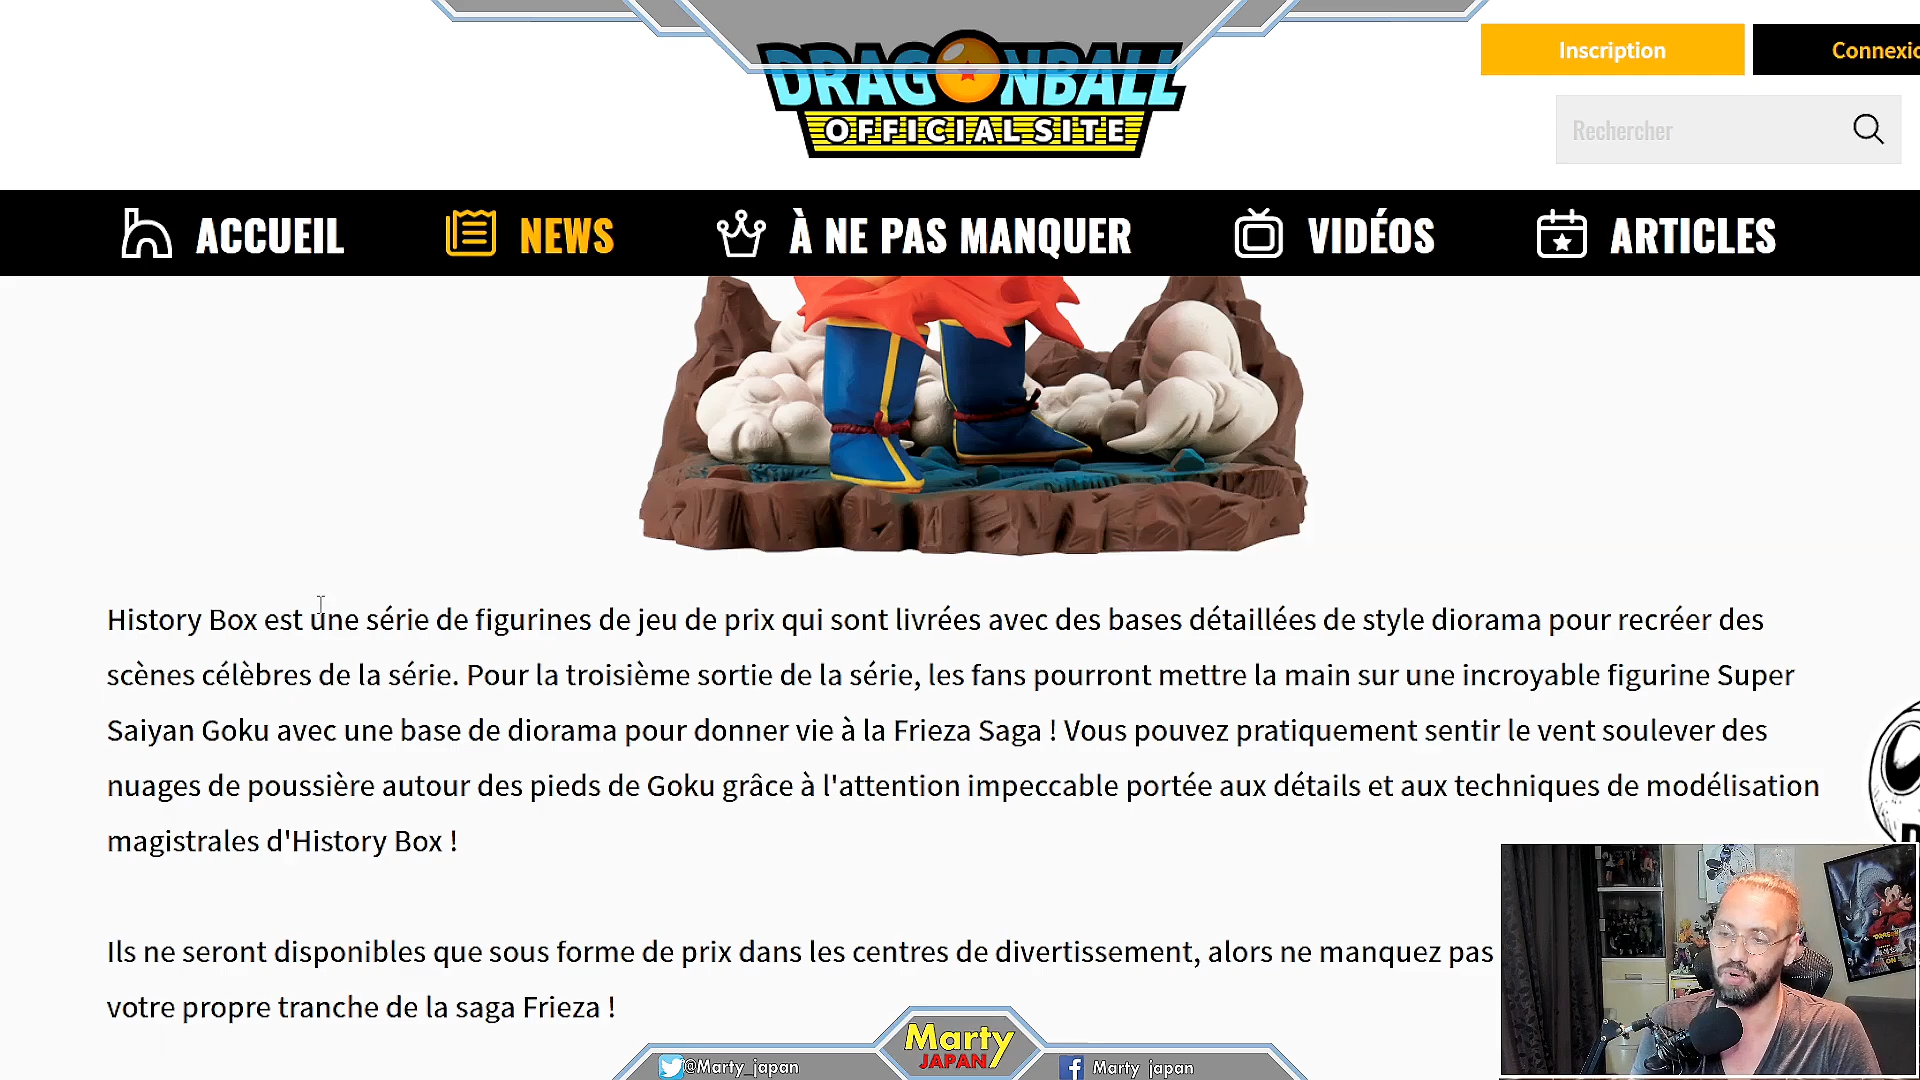 DRAGONBALL
OFFICIAL SITE
Inscription
Connexio
Rechercher
ACCUEIL
NEWS
À NE PAS MANQUER
VIDÉOS
ARTICLES
History Box est une série de figurines de jeu de prix qui sont livrées avec des bases détaillées de style diorama pour recréer des
scènes célèbres de la série. Pour la troisième sortie de la série, les fans pourront mettre la main sur une incroyable figurine Super
Saiyan Goku avec une base de diorama pour donner vie à la Frieza Saga ! Vous pouvez pratiquement sentir le vent soulever des
nuages de poussière autour des pieds de Goku grâce à l'attention impeccable portée aux détails et aux techniques de modélisation
magistrales d'History Box !
Ils ne seront disponibles que sous forme de prix dans les centres de divertissement, alors ne manquez pas
votre propre tranche de la saga Frieza !
Marty
JAPAN
@Marty_japan
Marty japan